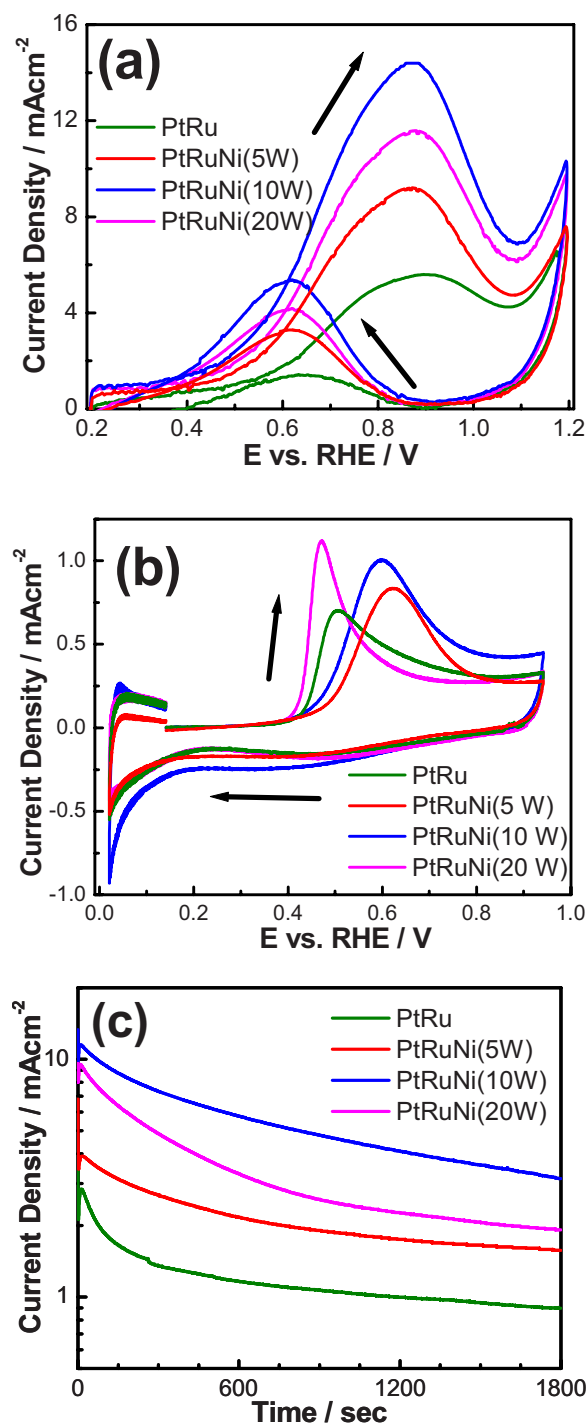 (a)
16
12
8
4
0
Current Density / mAcm⁻²
PtRu
PtRuNi(5W)
PtRuNi(10W)
PtRuNi(20W)
0.2 0.4 0.6 0.8 1.0 1.2
E vs. RHE / V
(b)
1.0
0.5
0.0
-0.5
-1.0
Current Density / mAcm⁻²
PtRu
PtRuNi(5 W)
PtRuNi(10 W)
PtRuNi(20 W)
0.0 0.2 0.4 0.6 0.8 1.0
E vs. RHE / V
(c)
10
1
Current Density / mAcm⁻²
PtRu
PtRuNi(5W)
PtRuNi(10W)
PtRuNi(20W)
0 600 1200 1800
Time / sec